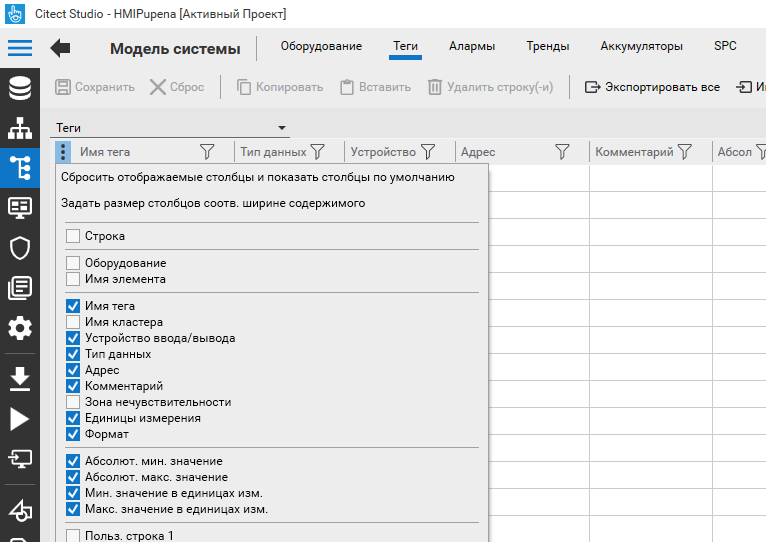 Citect Studio - HMIPupena [Активный Проект]
Модель системы
Оборудование Теги Алармы Тренды Аккумуляторы SPC
Сохранить Сброс Копировать Вставить Удалить строку(-и) Экспортировать все
Теги
Имя тега Тип данных Устройство Адрес Комментарий Абсол
Сбросить отображаемые столбцы и показать столбцы по умолчанию
Задать размер столбцов соотв. ширине содержимого
Строка
Оборудование
Имя элемента
Имя тега
Имя кластера
Устройство ввода/вывода
Тип данных
Адрес
Комментарий
Зона нечувствительности
Единицы измерения
Формат
Абсолют. мин. значение
Абсолют. макс. значение
Мин. значение в единицах изм.
Макс. значение в единицах изм.
Польз. строка 1